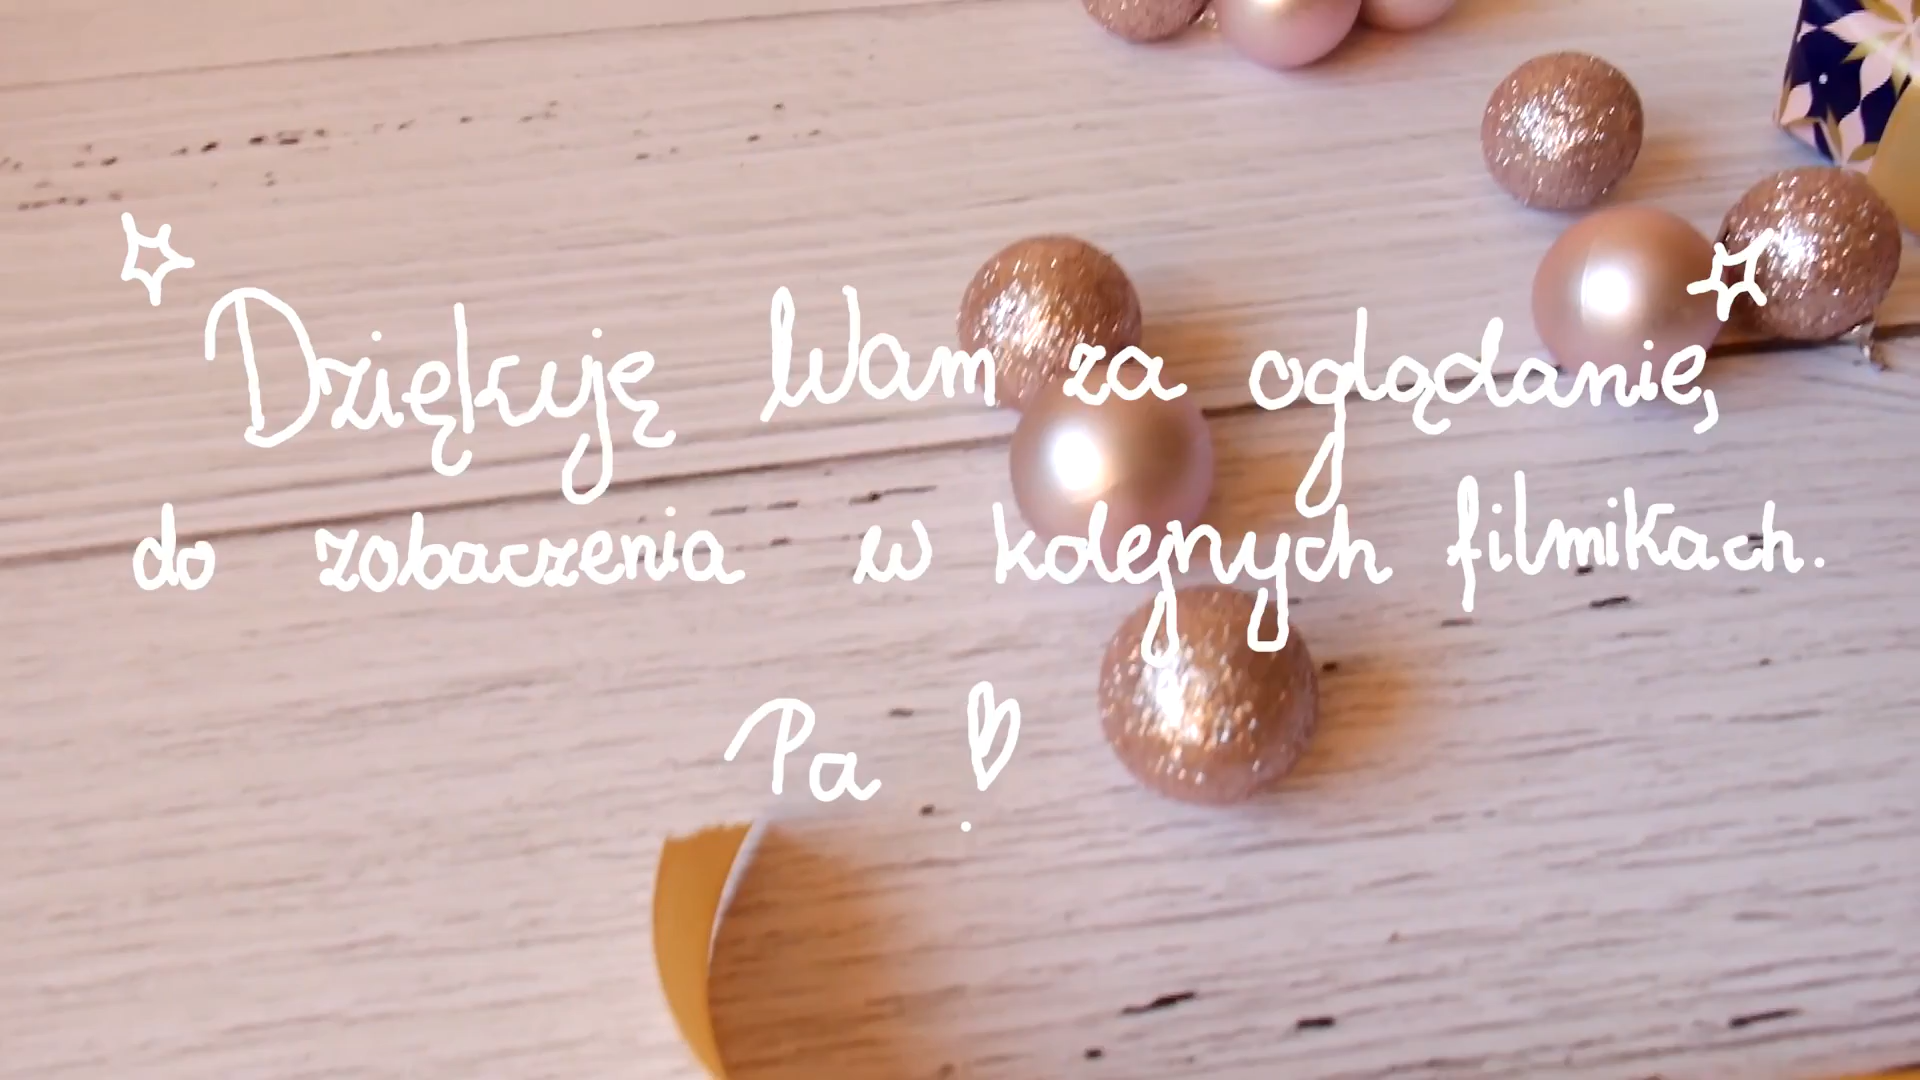 Dziękuję Wam za oglądanie,
do zobaczenia w kolejnych filmikach.
Pa